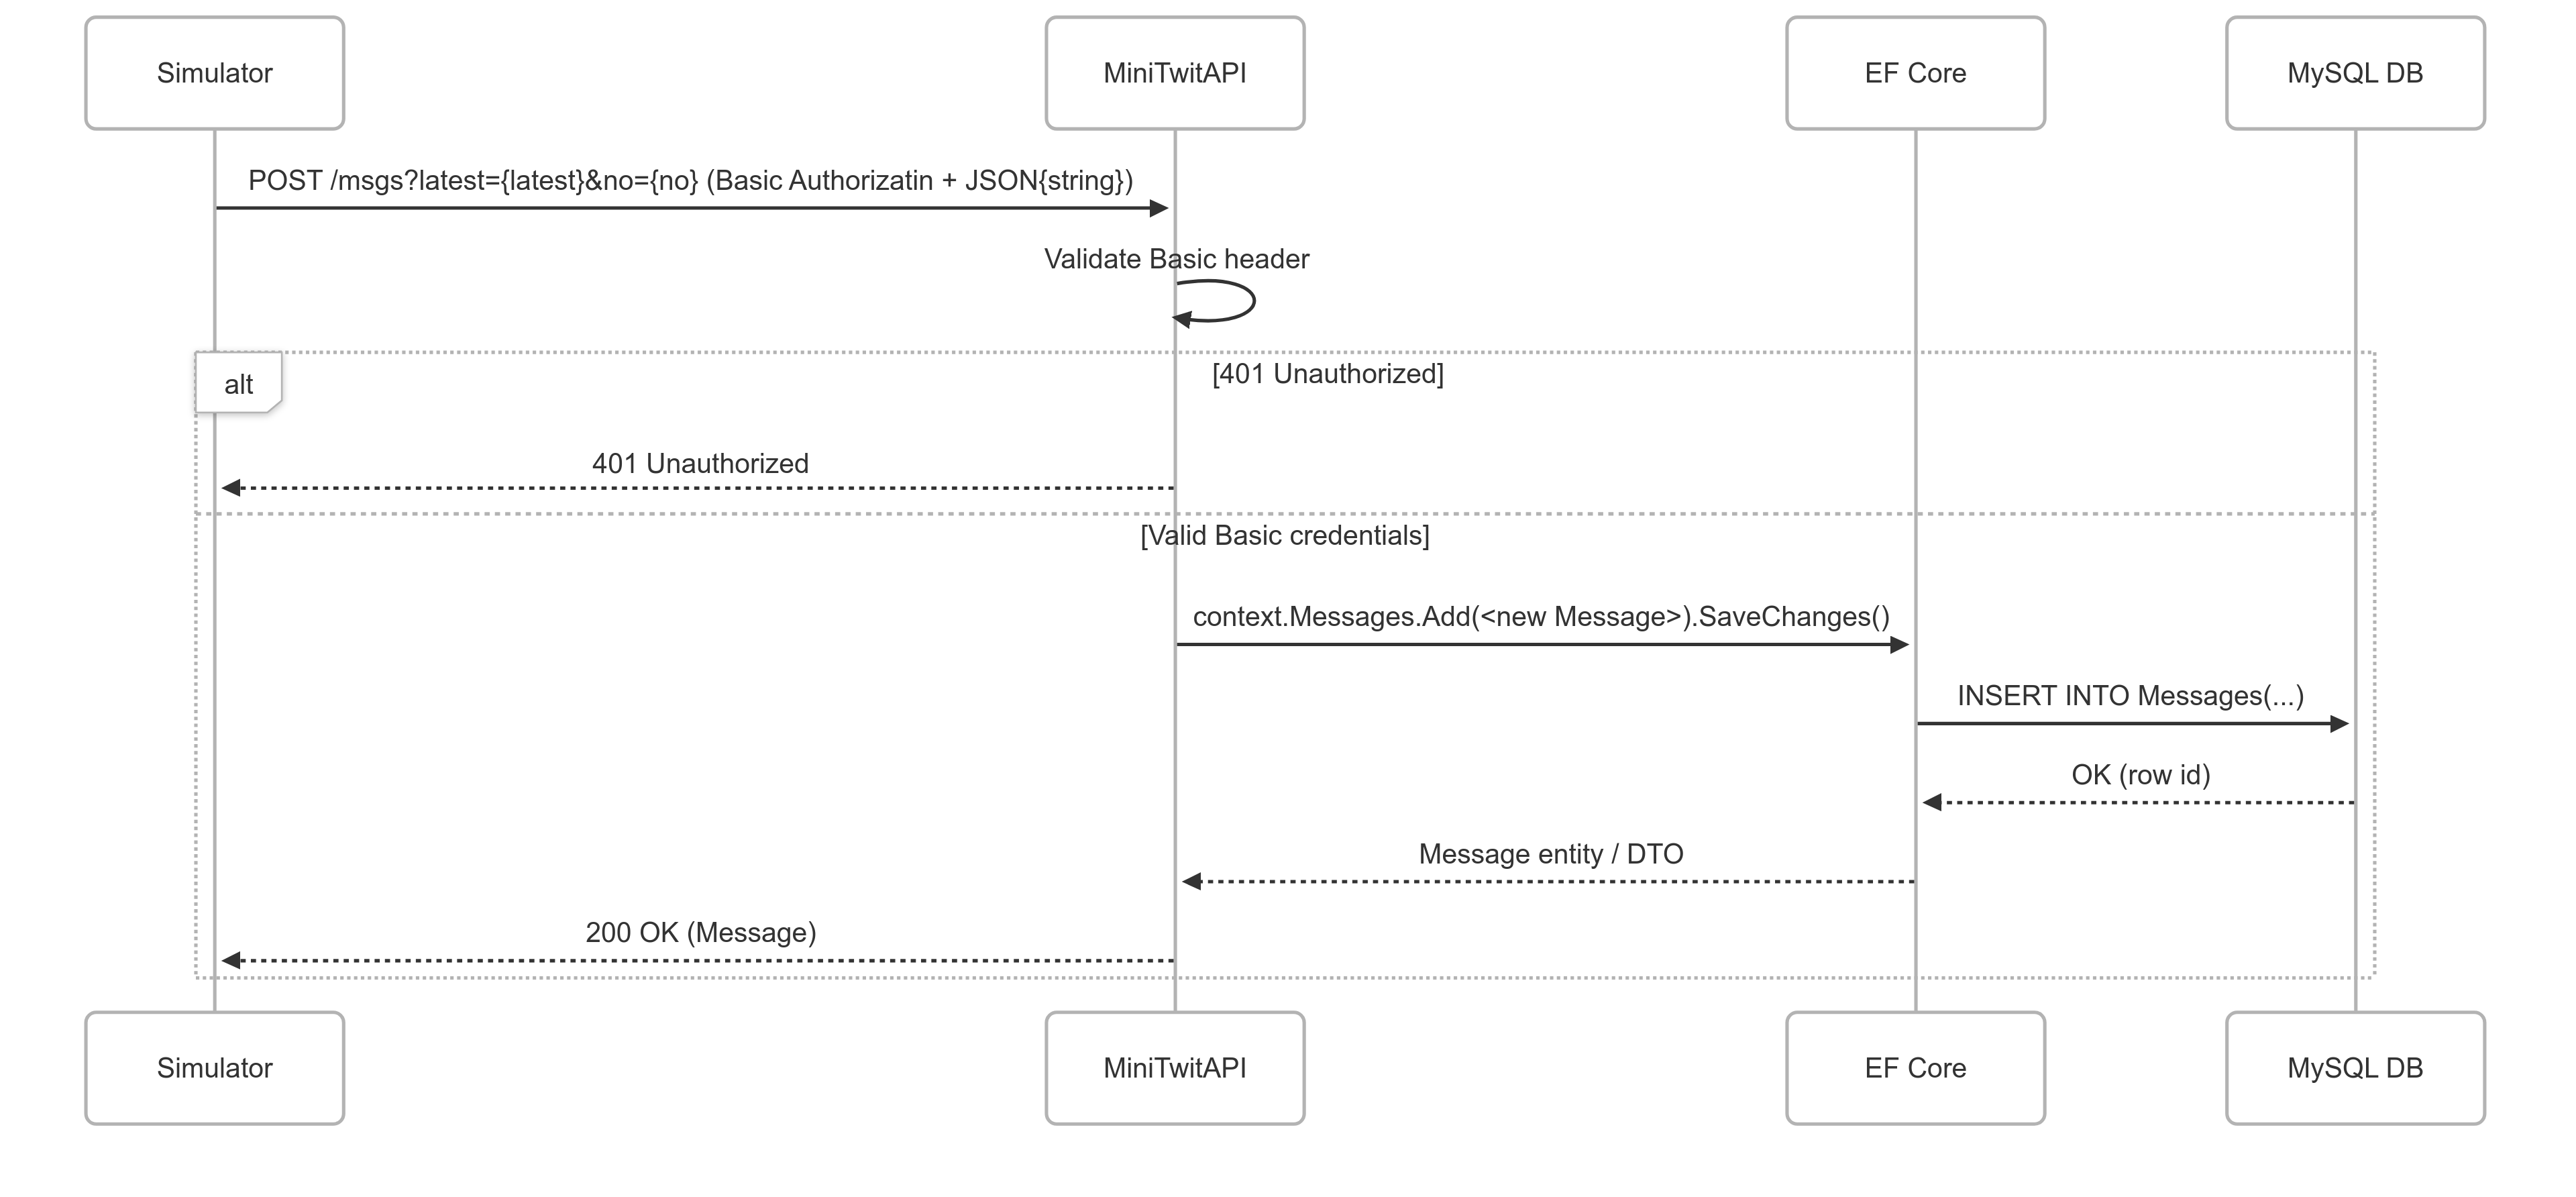 Simulator
MiniTwitAPI
EF Core
MySQL DB
POST /msgs?latest={latest}&no={no} (Basic Authorizatin + JSON{string})
Validate Basic header
alt
[401 Unauthorized]
401 Unauthorized
[Valid Basic credentials]
context.Messages.Add(<new Message>).SaveChanges()
INSERT INTO Messages(...)
OK (row id)
Message entity / DTO
200 OK (Message)
Simulator
MiniTwitAPI
EF Core
MySQL DB